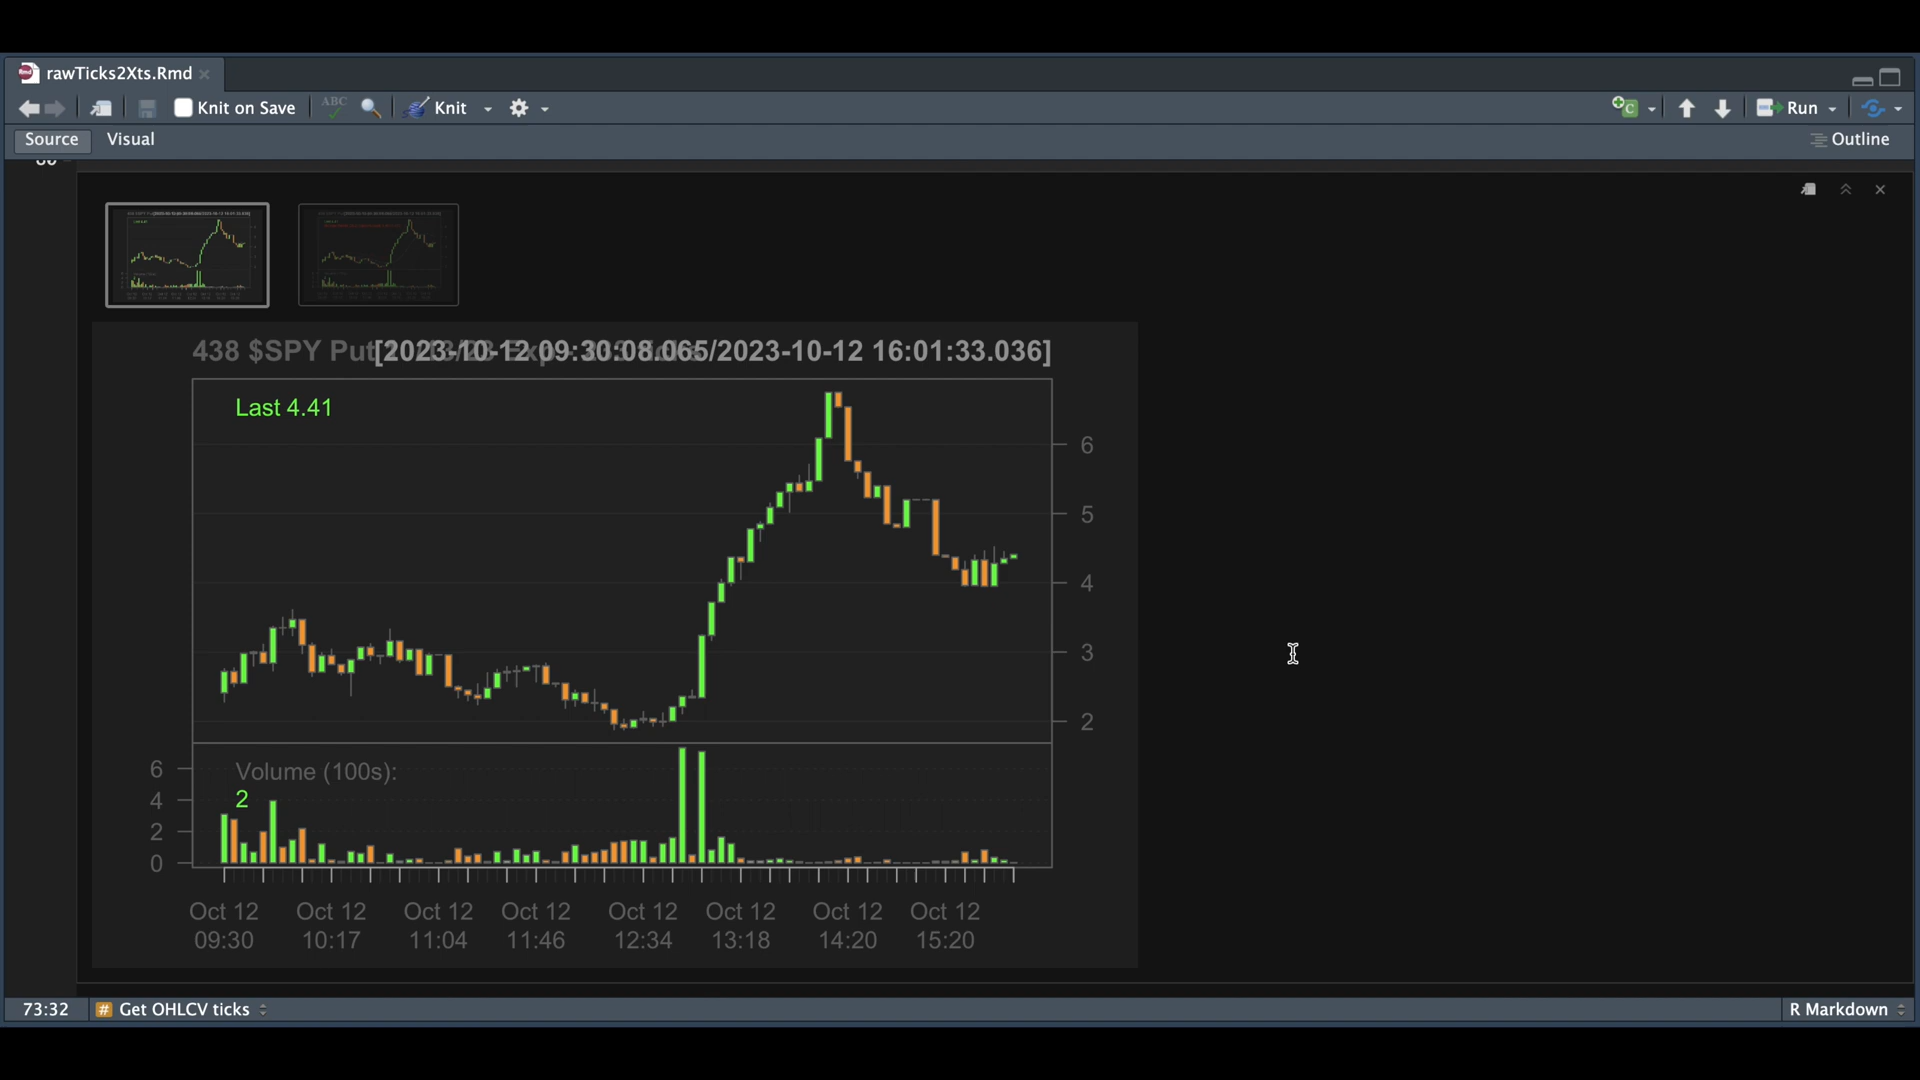 rawTicks2Xts.Rmd
Knit on Save
ABC
Knit
Run
Source
Visual
Outline
438 $SPY Put
[2023-10-12 09:30:08.065/2023-10-12 16:01:33.036]
Last 4.41
6
5
4
3
2
Volume (100s):
2
6
4
2
0
Oct 12 Oct 12 Oct 12 Oct 12 Oct 12 Oct 12 Oct 12 Oct 12
09:30 10:17 11:04 11:46 12:34 13:18 14:20 15:20
73:32
# Get OHLCV ticks
R Markdown